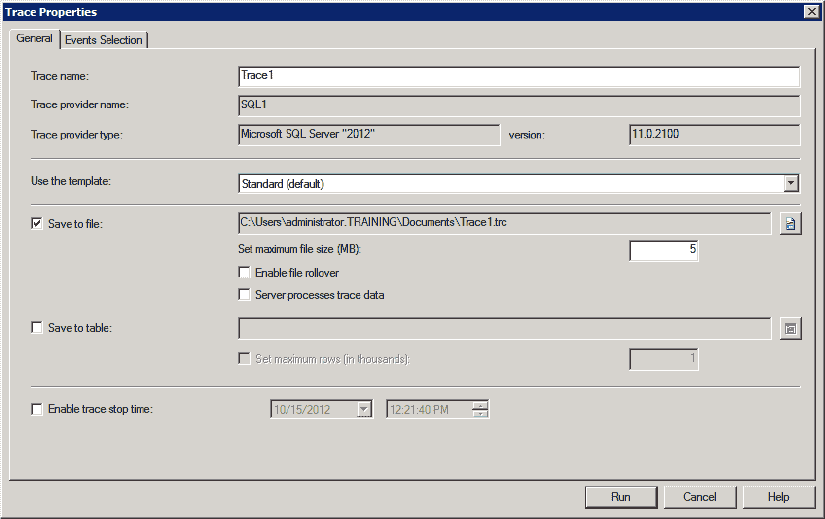 Trace Properties
General Events Selection
Trace name: Trace1
Trace provider name: SQL1
Trace provider type: Microsoft SQL Server "2012" version: 11.0.2100
Use the template: Standard (default)
Save to file: C:\Users\administrator.TRAINING\Documents\Trace1.trc
Set maximum file size (MB): 5
Enable file rollover
Server processes trace data
Save to table:
Set maximum rows (in thousands): 1
Enable trace stop time: 10/15/2012 12:21:40 PM
Run Cancel Help